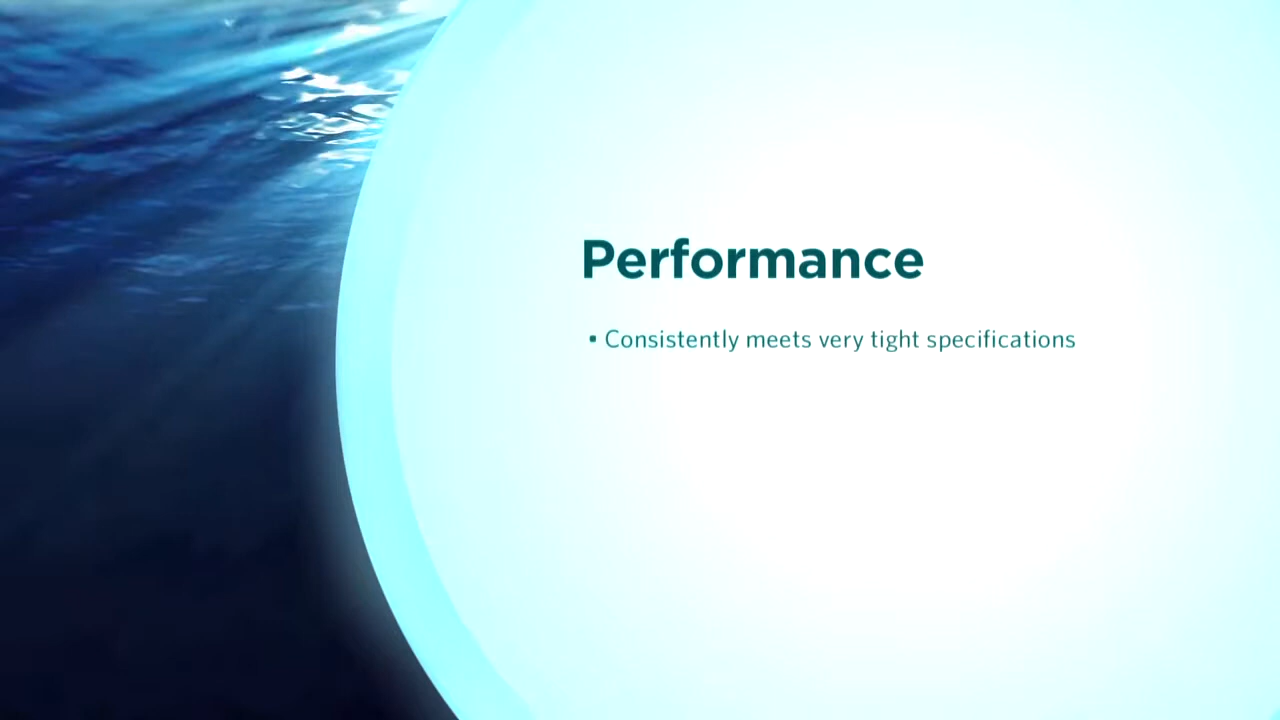 Performance
• Consistently meets very tight specifications